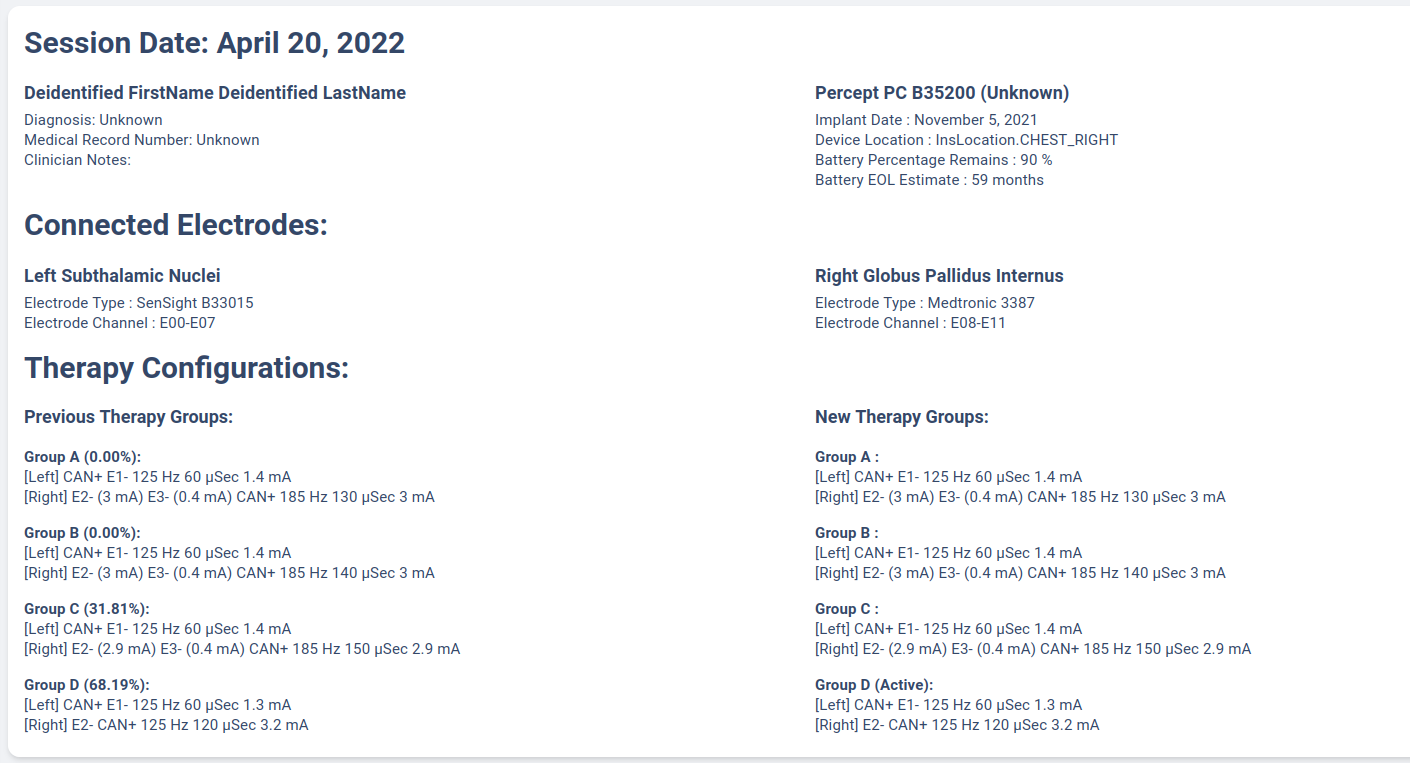 Session Date: April 20, 2022
Deidentified FirstName Deidentified LastName
Diagnosis: Unknown
Medical Record Number: Unknown
Clinician Notes:
Percept PC B35200 (Unknown)
Implant Date : November 5, 2021
Device Location : InsLocation.CHEST_RIGHT
Battery Percentage Remains : 90 %
Battery EOL Estimate : 59 months
Connected Electrodes:
Left Subthalamic Nuclei
Electrode Type : SenSight B33015
Electrode Channel : E00-E07
Right Globus Pallidus Internus
Electrode Type : Medtronic 3387
Electrode Channel : E08-E11
Therapy Configurations:
Previous Therapy Groups:
Group A (0.00%):
[Left] CAN+ E1- 125 Hz 60 µSec 1.4 mA
[Right] E2- (3 mA) E3- (0.4 mA) CAN+ 185 Hz 130 µSec 3 mA
Group B (0.00%):
[Left] CAN+ E1- 125 Hz 60 µSec 1.4 mA
[Right] E2- (3 mA) E3- (0.4 mA) CAN+ 185 Hz 140 µSec 3 mA
Group C (31.81%):
[Left] CAN+ E1- 125 Hz 60 µSec 1.4 mA
[Right] E2- (2.9 mA) E3- (0.4 mA) CAN+ 185 Hz 150 µSec 2.9 mA
Group D (68.19%):
[Left] CAN+ E1- 125 Hz 60 µSec 1.3 mA
[Right] E2- CAN+ 125 Hz 120 µSec 3.2 mA
New Therapy Groups:
Group A :
[Left] CAN+ E1- 125 Hz 60 µSec 1.4 mA
[Right] E2- (3 mA) E3- (0.4 mA) CAN+ 185 Hz 130 µSec 3 mA
Group B :
[Left] CAN+ E1- 125 Hz 60 µSec 1.4 mA
[Right] E2- (3 mA) E3- (0.4 mA) CAN+ 185 Hz 140 µSec 3 mA
Group C :
[Left] CAN+ E1- 125 Hz 60 µSec 1.4 mA
[Right] E2- (2.9 mA) E3- (0.4 mA) CAN+ 185 Hz 150 µSec 2.9 mA
Group D (Active):
[Left] CAN+ E1- 125 Hz 60 µSec 1.3 mA
[Right] E2- CAN+ 125 Hz 120 µSec 3.2 mA